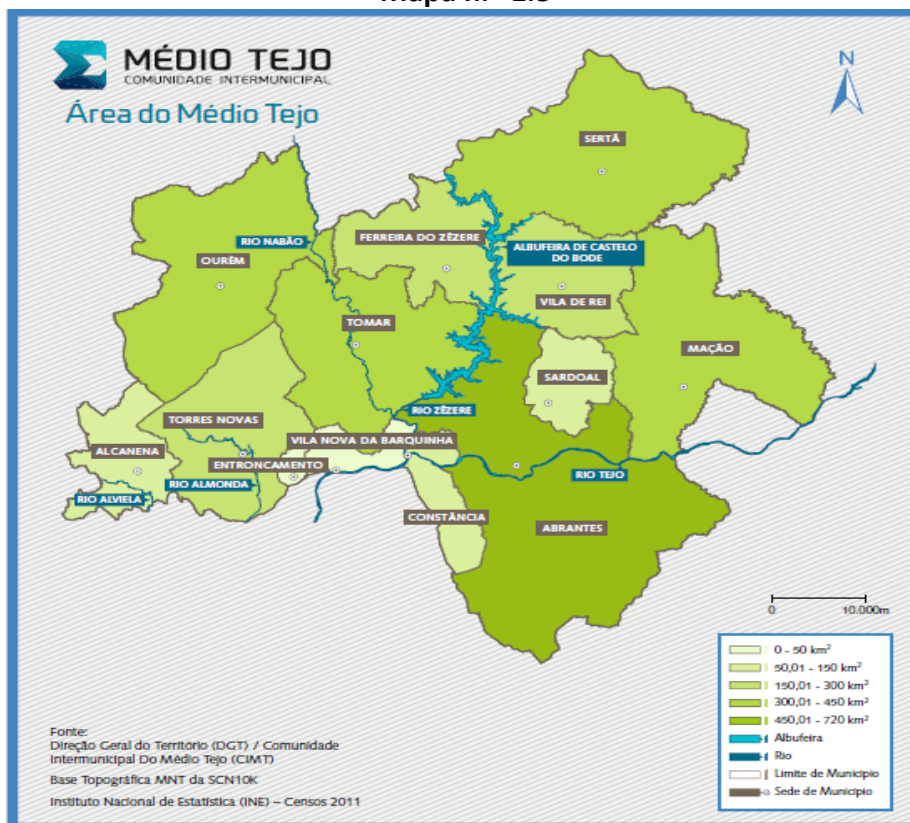 MÉDIO TEJO
COMUNIDADE INTERMUNICIPAL
Área do Médio Tejo
N
SERTÃ
RIO NABÃO
FERREIRA DO ZÊZERE
ALBUFEIRA DE CASTELO
DO BODE
OURÉM
VILA DE REI
TOMAR
MAÇÃO
SARDOAL
RIO ZÊZERE
TORRES NOVAS
VILA NOVA DA BARQUINHA
ALCANENA
ENTRONCAMENTO
RIO TEJO
RIO ALMONDA
RIO ALVIELA
CONSTÂNCIA
ABRANTES
0 10.000m
0 - 50 km²
50,01 - 150 km²
150,01 - 300 km²
300,01 - 450 km²
450,01 - 720 km²
Albufeira
Rio
Limite de Município
Sede de Município
Fonte:
Direção Geral do Território (DGT) / Comunidade
Intermunicipal Do Médio Tejo (CIMT)
Base Topográfica MNT da SCN10K
Instituto Nacional de Estatística (INE) – Censos 2011